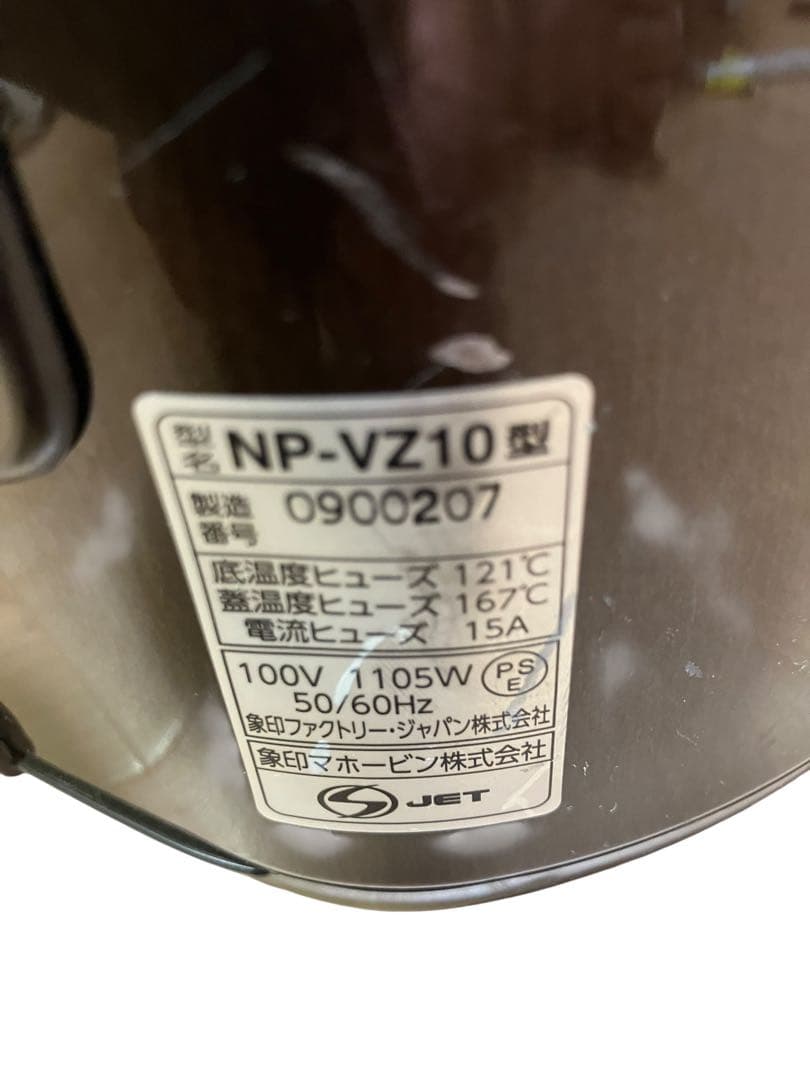 型名 NP-VZ10型
製造番号 0900207
底温度ヒューズ 121℃
蓋温度ヒューズ 167℃
電流ヒューズ 15A
100V 1105W PSE
50/60Hz
象印ファクトリー・ジャパン株式会社
象印マホービン株式会社
JET